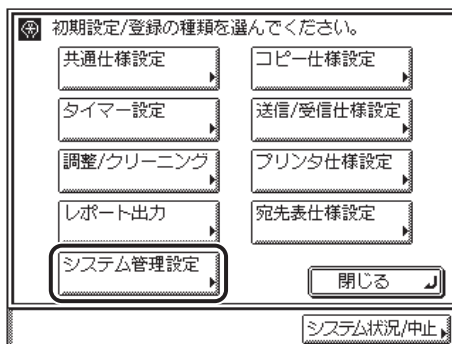 初期設定/登録の種類を選んでください。
共通仕様設定
コピー仕様設定
タイマー設定
送信/受信仕様設定
調整/クリーニング
プリンタ仕様設定
レポート出力
宛先表仕様設定
システム管理設定
閉じる
システム状況/中止